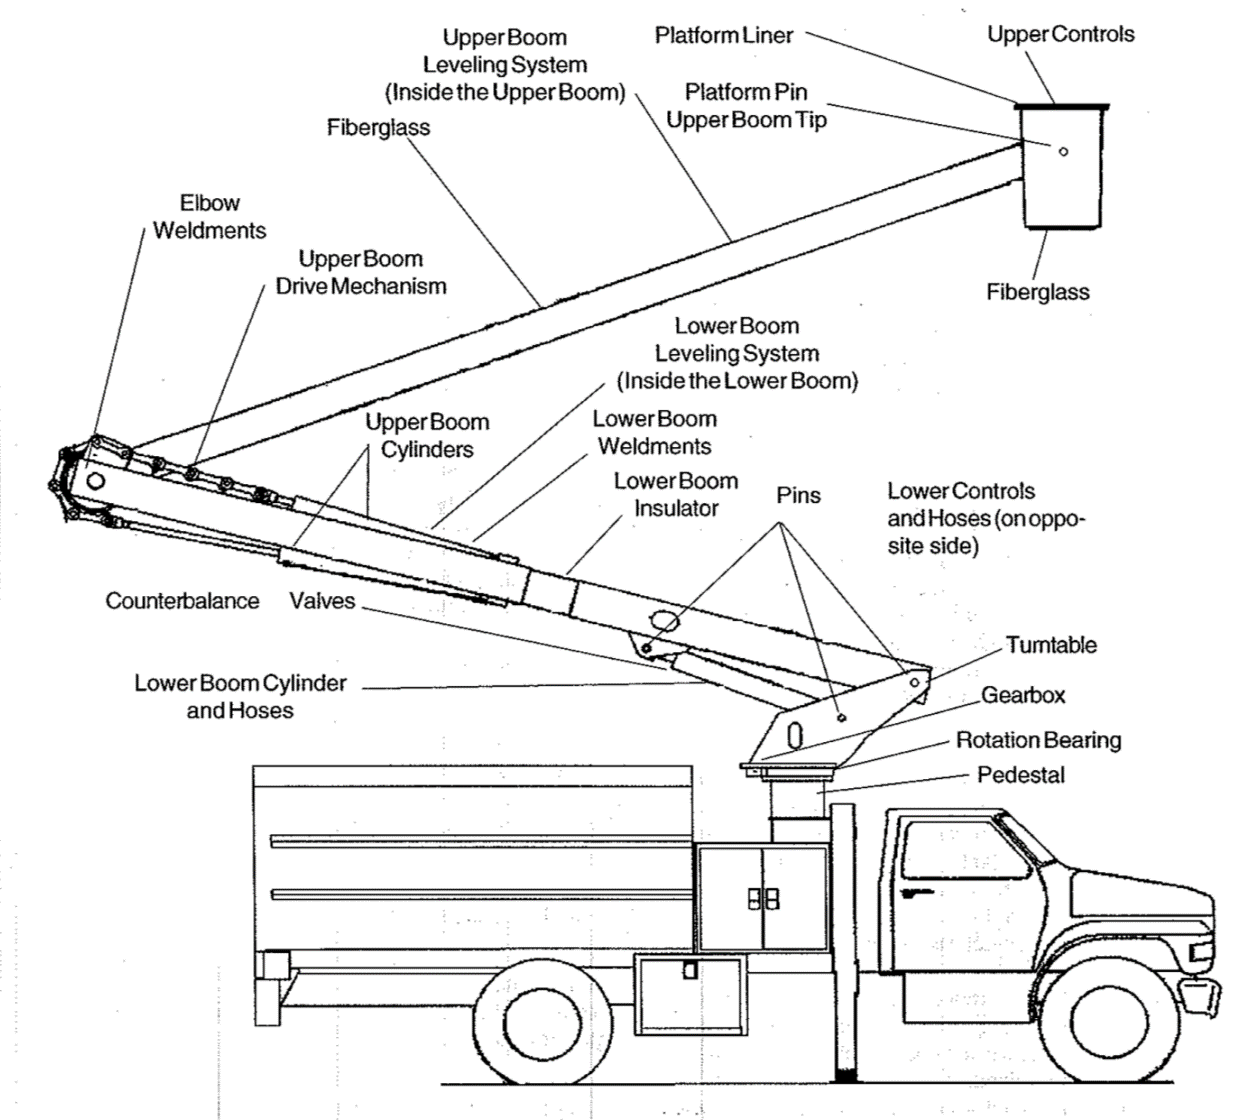 Upper Boom
Leveling System
(Inside the Upper Boom)
Platform Liner
Upper Controls
Platform Pin
Upper Boom Tip
Fiberglass
Elbow
Weldments
Upper Boom
Drive Mechanism
Fiberglass
Lower Boom
Leveling System
(Inside the Lower Boom)
Upper Boom
Cylinders
Lower Boom
Weldments
Lower Boom
Insulator
Pins
Lower Controls
and Hoses (on oppo-
site side)
Counterbalance Valves
Turntable
Lower Boom Cylinder
and Hoses
Gearbox
Rotation Bearing
Pedestal